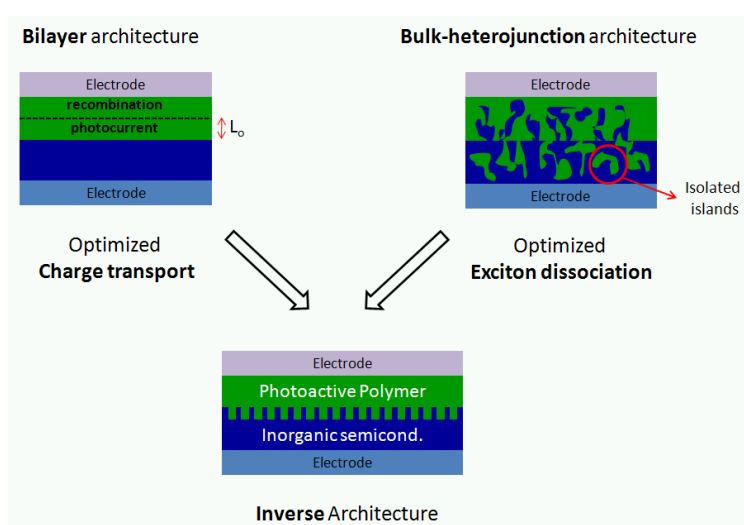 Bilayer architecture
Electrode
recombination
photocurrent
Lo
Electrode
Optimized
Charge transport
Bulk-heterojunction architecture
Electrode
Electrode
Isolated
islands
Optimized
Exciton dissociation
Electrode
Photoactive Polymer
Inorganic semicond.
Electrode
Inverse Architecture